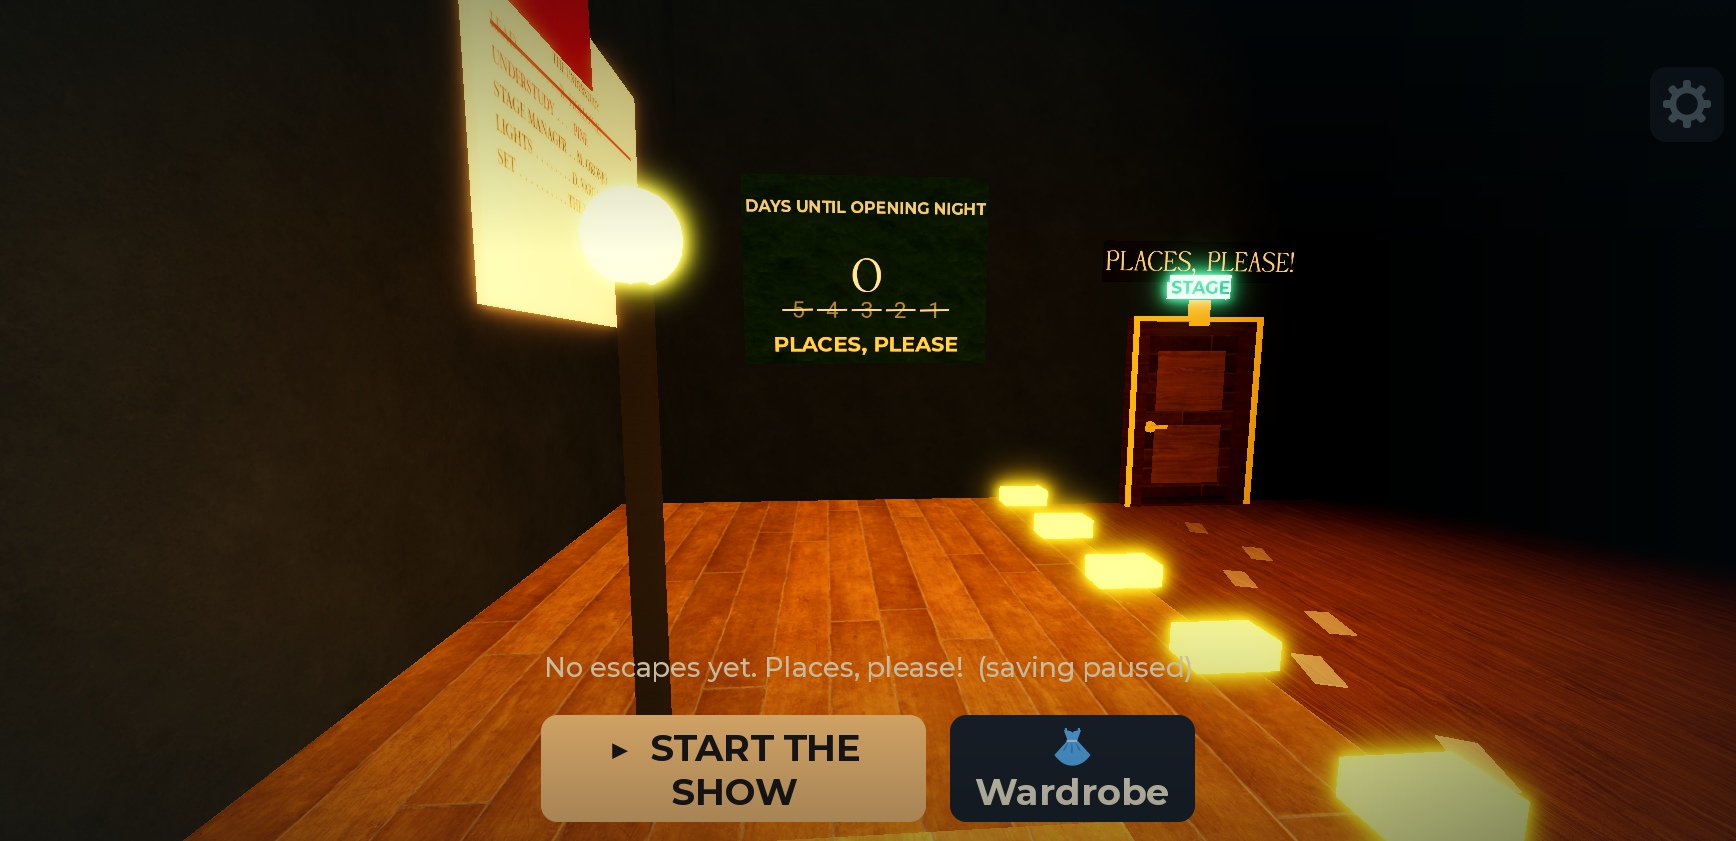 UNDERSTUDY
STAGE MANAGER
LIGHTS
SET
DAYS UNTIL OPENING NIGHT
0
5 4 3 2 1
PLACES, PLEASE
PLACES, PLEASE!
STAGE
No escapes yet. Places, please! (saving paused)
► START THE
SHOW
Wardrobe